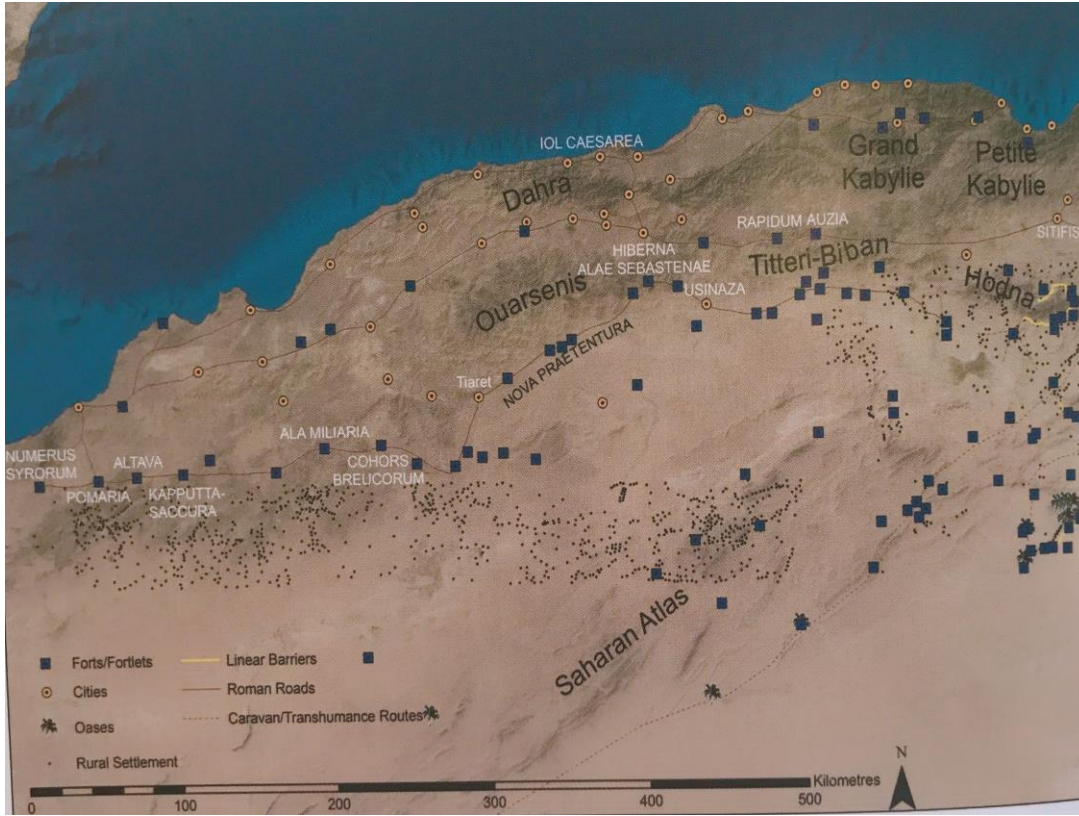 IOL CAESAREA
Dahra
Grand
Kabylie
Petite
Kabylie
RAPIDUM AUZIA
SITIFIS
HIBERNA
ALAE SEBASTENAE
Titteri-Biban
Hodna
Ouarsenis
USINAZA
NOVA PRAETENTURA
Tiaret
ALA MILIARIA
COHORS
BREUCORUM
NUMERUS
SYRORUM
ALTAVA
POMARIA
KAPPUTTA-
SACCURA
Saharan Atlas
Forts/Fortlets
Cities
Oases
Rural Settlement
Linear Barriers
Roman Roads
Caravan/Transhumance Routes
N
Kilometres
0 100 200 300 400 500